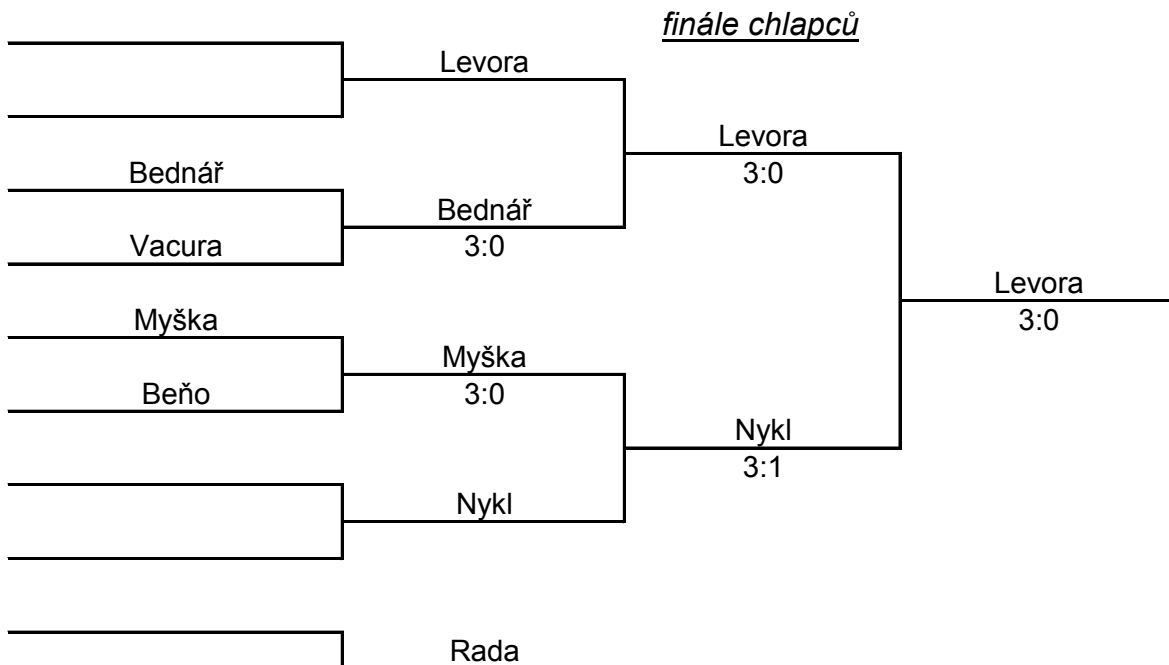 finále chlapců
Levora
Levora
3:0
Bednář
Bednář
3:0
Vacura
Levora
3:0
Myška
Myška
3:0
Beňo
Nykl
3:1
Nykl
Rada